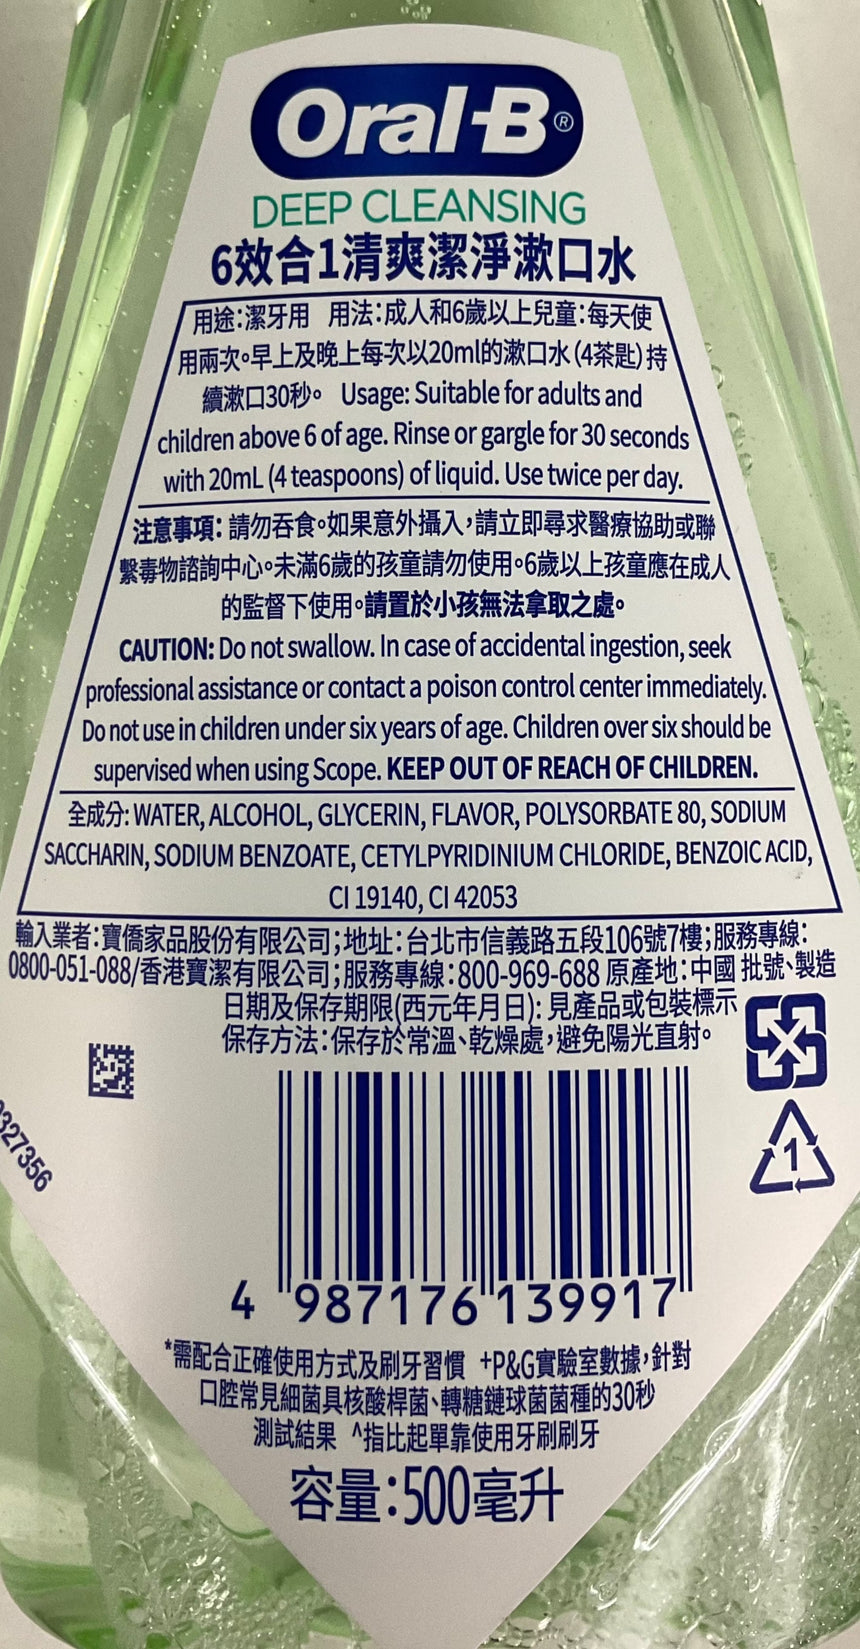 Oral-B®
DEEP CLEANSING
6效合1清爽潔淨漱口水
用途:潔牙用 用法:成人和6歲以上兒童:每天使
用兩次。早上及晚上每次以20ml的漱口水(4茶匙)持
續漱口30秒。 Usage: Suitable for adults and
children above 6 of age. Rinse or gargle for 30 seconds
with 20mL (4 teaspoons) of liquid. Use twice per day.
注意事項: 請勿吞食。如果意外攝入,請立即尋求醫療協助或聯
繫毒物諮詢中心。未滿6歲的孩童請勿使用。6歲以上孩童應在成人
的監督下使用。請置於小孩無法拿取之處。
CAUTION: Do not swallow. In case of accidental ingestion, seek
professional assistance or contact a poison control center immediately.
Do not use in children under six years of age. Children over six should be
supervised when using Scope. KEEP OUT OF REACH OF CHILDREN.
全成分: WATER, ALCOHOL, GLYCERIN, FLAVOR, POLYSORBATE 80, SODIUM
SACCHARIN, SODIUM BENZOATE, CETYLPYRIDINIUM CHLORIDE, BENZOIC ACID,
CI 19140, CI 42053
輸入業者:寶僑家品股份有限公司;地址:台北市信義路五段106號7樓;服務專線:
0800-051-088/香港寶潔有限公司;服務專線:800-969-688 原產地:中國 批號、製造
日期及保存期限(西元年月日): 見產品或包裝標示
保存方法:保存於常溫、乾燥處,避免陽光直射。
327356
1
4 987176 139917
*需配合正確使用方式及刷牙習慣 +P&G實驗室數據,針對
口腔常見細菌具核酸桿菌、轉糖鏈球菌菌種的30秒
測試結果 ^指比起單靠使用牙刷刷牙
容量:500毫升